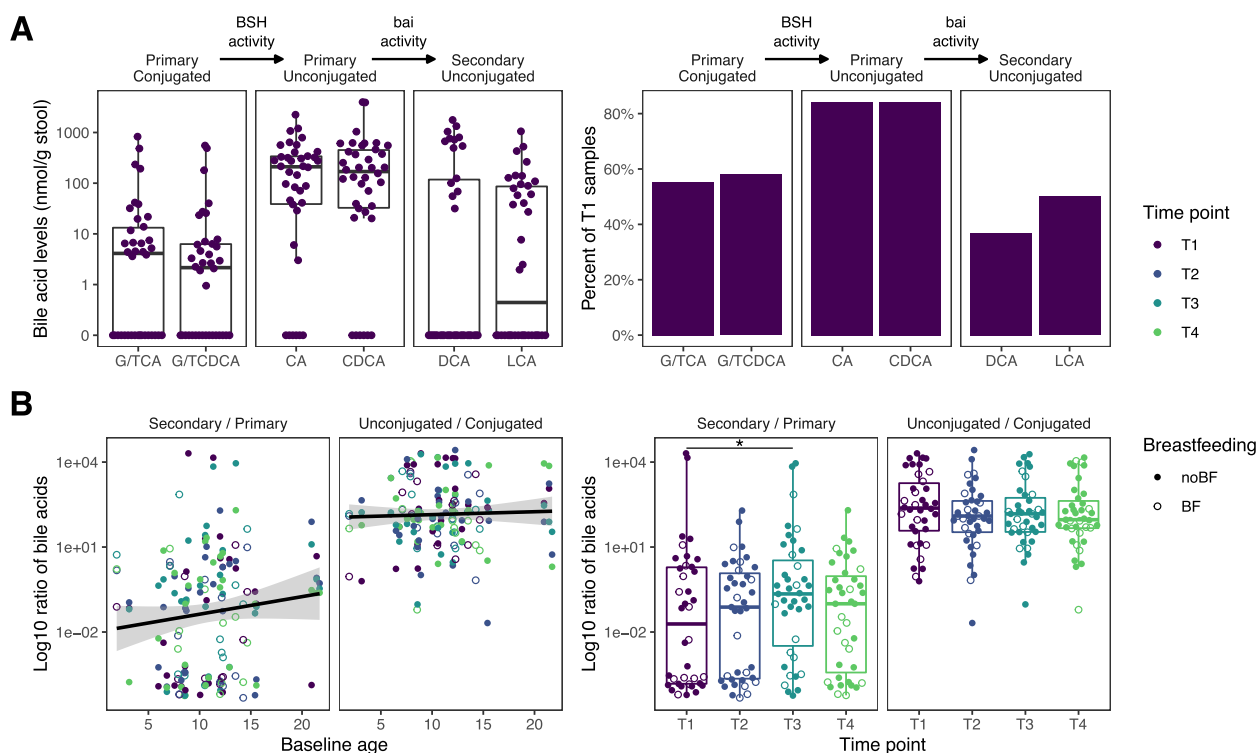 A
BSH
activity
bai
activity
Primary
Conjugated
Primary
Unconjugated
Secondary
Unconjugated
Bile acid levels (nmol/g stool)
1000
100
10
1
0
G/TCA
G/TCDCA
CA
CDCA
DCA
LCA
BSH
activity
bai
activity
Primary
Conjugated
Primary
Unconjugated
Secondary
Unconjugated
Percent of T1 samples
80%
60%
40%
20%
0%
G/TCA
G/TCDCA
CA
CDCA
DCA
LCA
Time point
T1
T2
T3
T4
B
Secondary / Primary
Unconjugated / Conjugated
Log10 ratio of bile acids
1e+04
1e+01
1e−02
5
10
15
20
5
10
15
20
Baseline age
Secondary / Primary
Unconjugated / Conjugated
*
Log10 ratio of bile acids
1e+04
1e+01
1e−02
T1
T2
T3
T4
T1
T2
T3
T4
Time point
Breastfeeding
noBF
BF